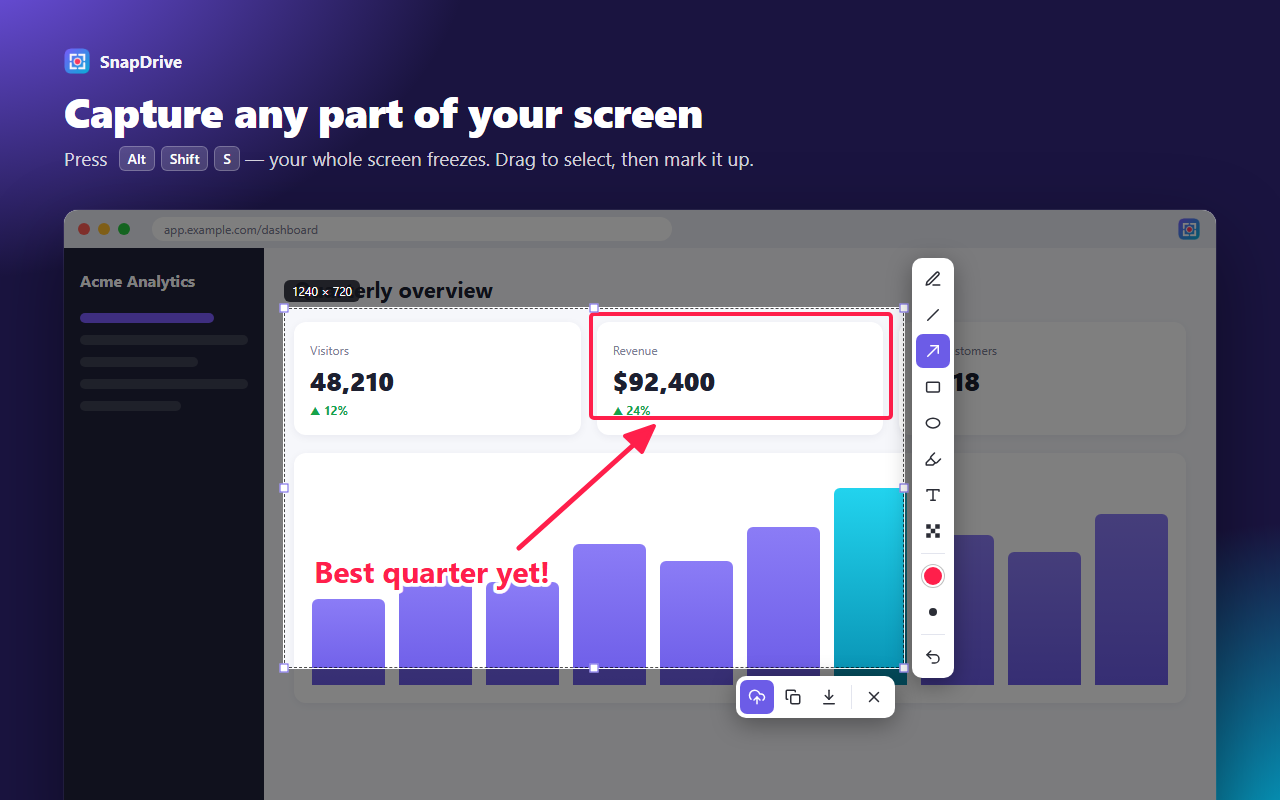 SnapDrive
Capture any part of your screen
Press Alt Shift S — your whole screen freezes. Drag to select, then mark it up.
app.example.com/dashboard
Acme Analytics
1240 × 720
erly overview
Visitors
48,210
▲ 12%
Revenue
$92,400
▲ 24%
stomers
18
Best quarter yet!
T